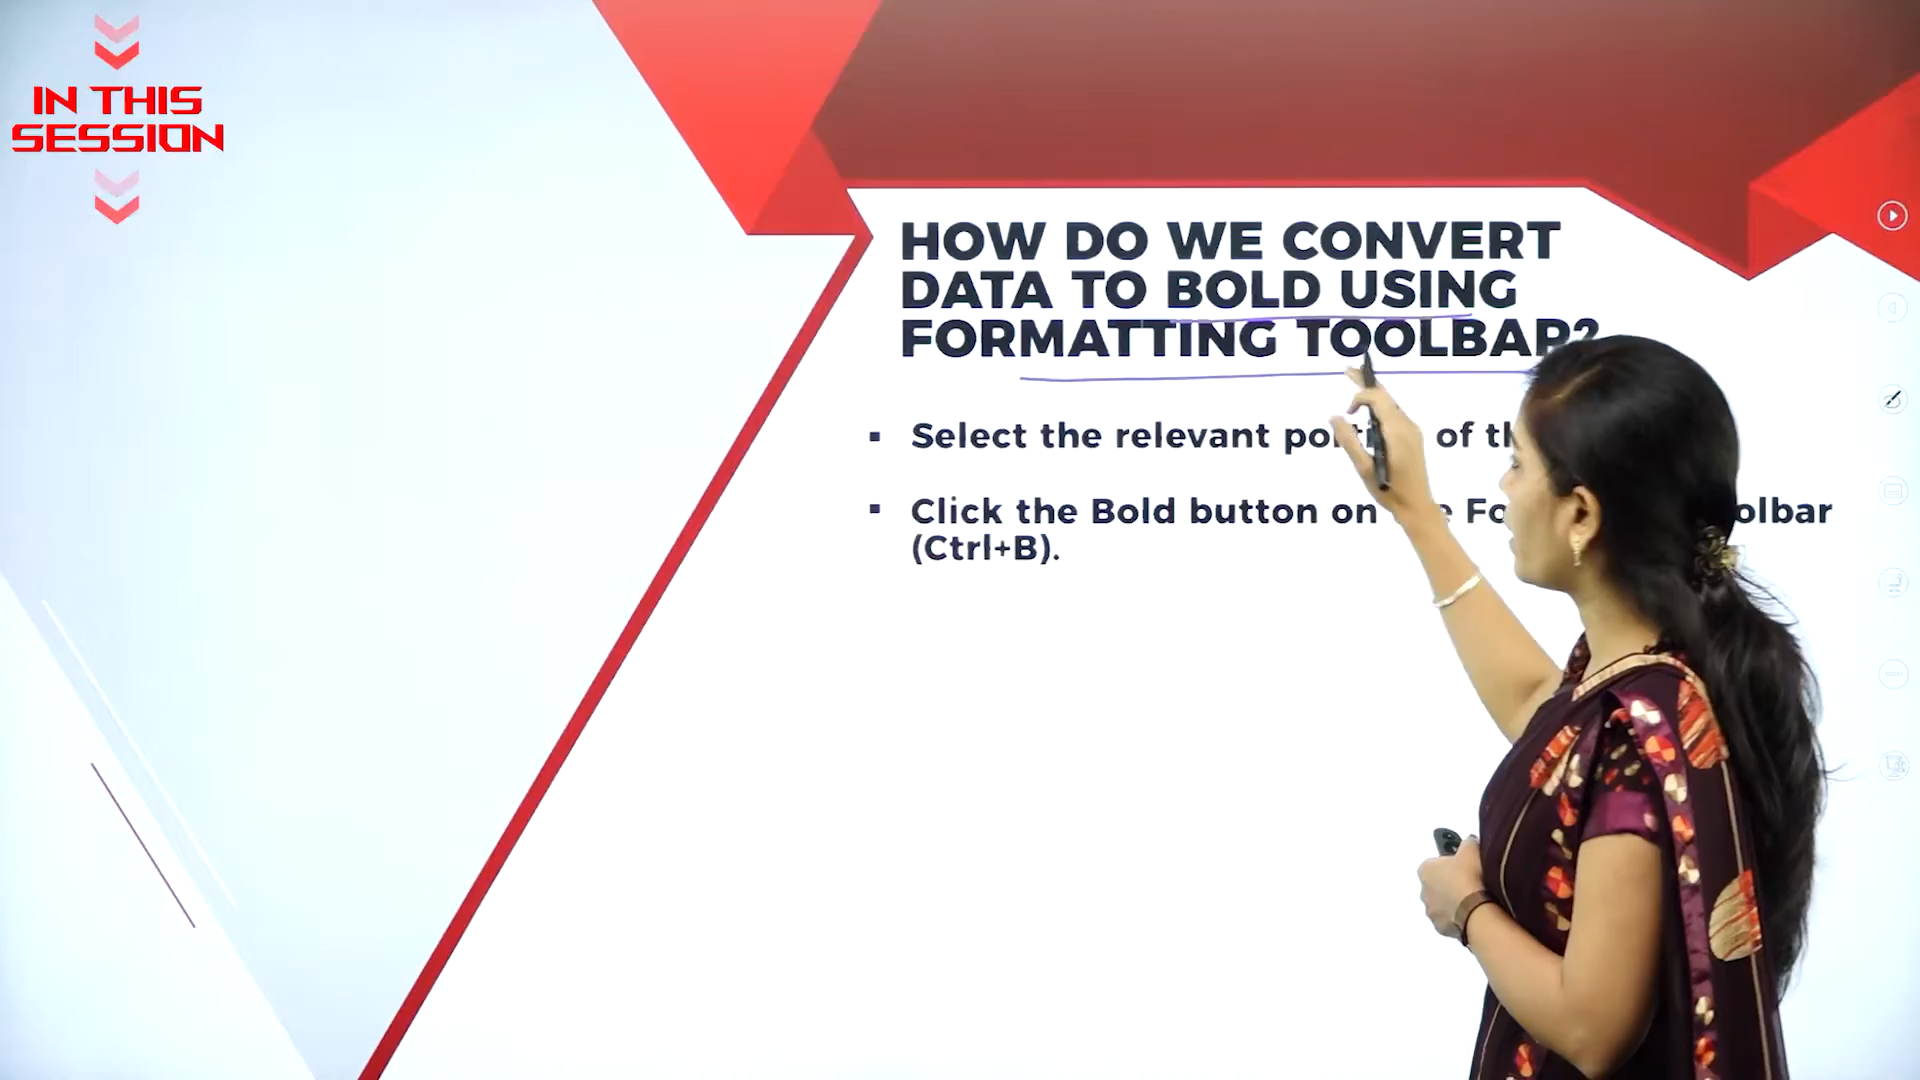 IN THIS
SESSION
HOW DO WE CONVERT
DATA TO BOLD USING
FORMATTING TOOLBAR?
▪ Select the relevant of
▪ Click the Bold button on
(Ctrl+B).